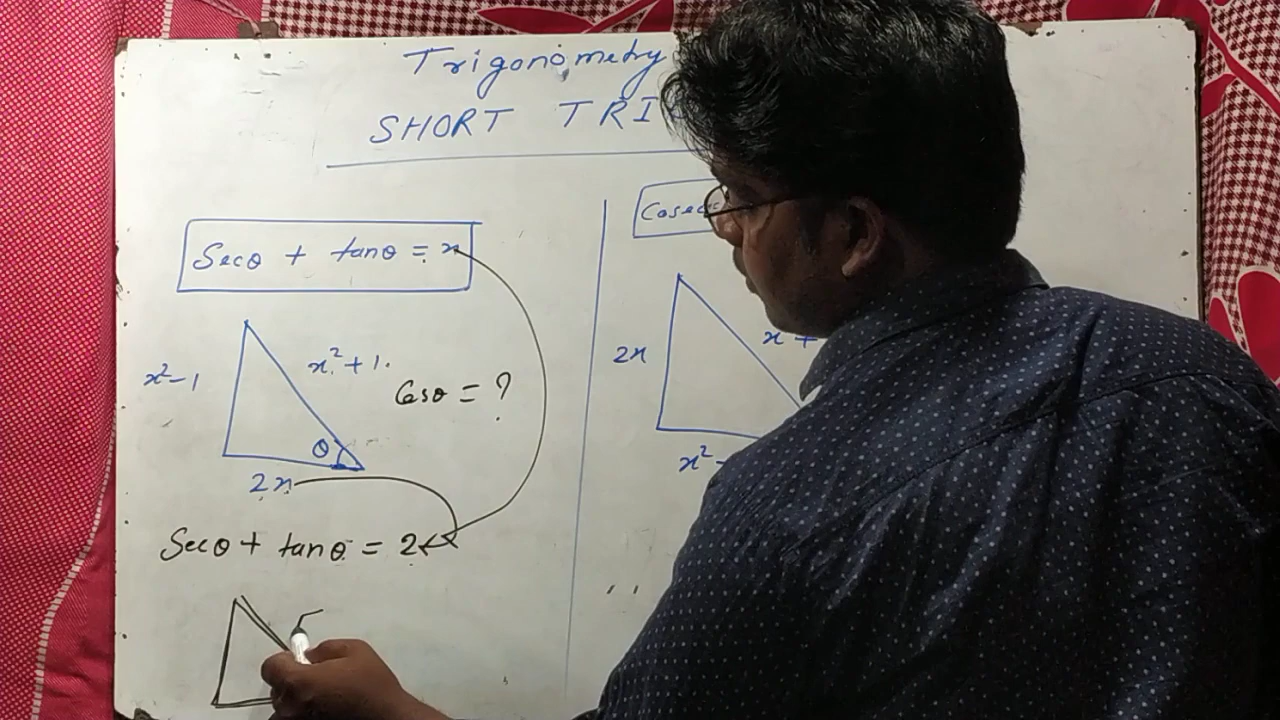 Trigonometry
SHORT TRI
Secθ + tanθ = x
x² - 1
x² + 1
Cosθ = ?
θ
2x
Secθ + tanθ = 2
Cosec
2x
x +
x² -